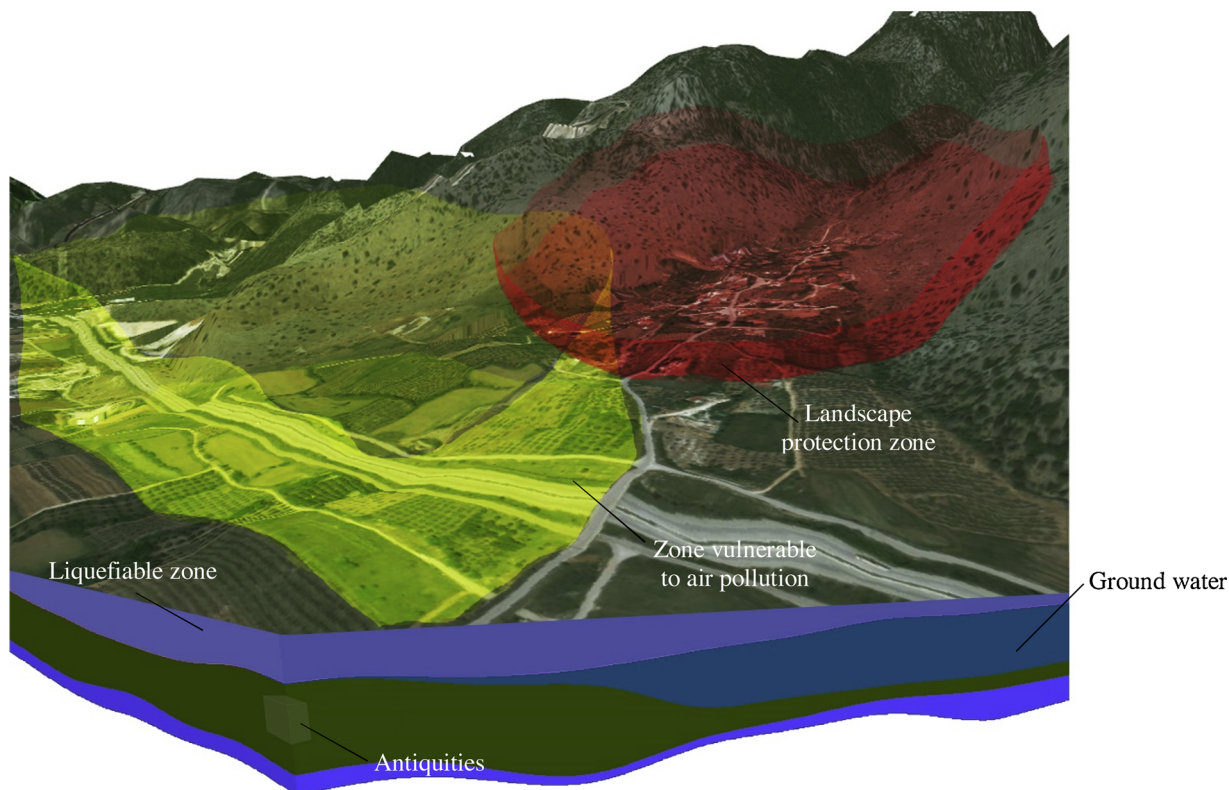 Landscape
protection zone
Zone vulnerable
to air pollution
Liquefiable zone
Ground water
Antiquities